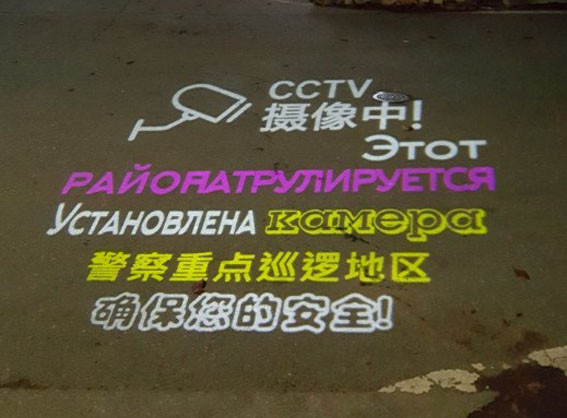 CCTV
摄像中!
Этот
РАЙОНАТРУЛИРУЕТСЯ
Установлена камера
警察重点巡逻地区
确保您的安全!